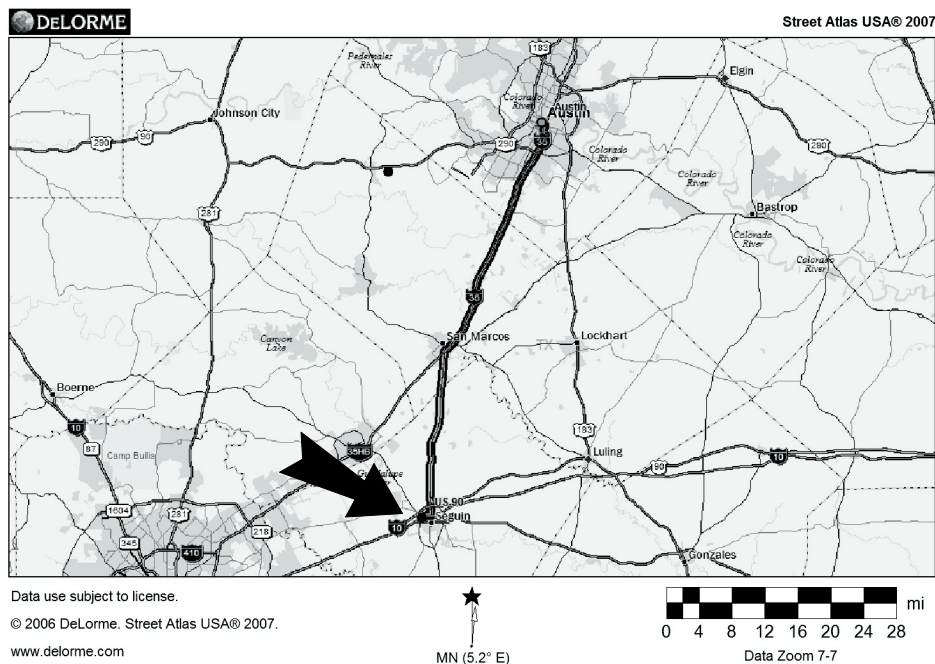 DELORME
Street Atlas USA® 2007
183
Pedernales
River
Elgin
Johnson City
Colorado
River
Austin
Austin
290
90
290
35
290
Colorado
River
Colorado
River
281
Bastrop
Colorado
River
Colorado
River
35
San Marcos
TX
Lockhart
Canyon
Lake
Boerne
10
87
Camp Bullis
35HB
183
Luling
90
10
1604
281
218
345
410
US 90
Seguin
10
Gonzales
Data use subject to license.
© 2006 DeLorme. Street Atlas USA® 2007.
www.delorme.com
MN (5.2° E)
mi
0 4 8 12 16 20 24 28
Data Zoom 7-7